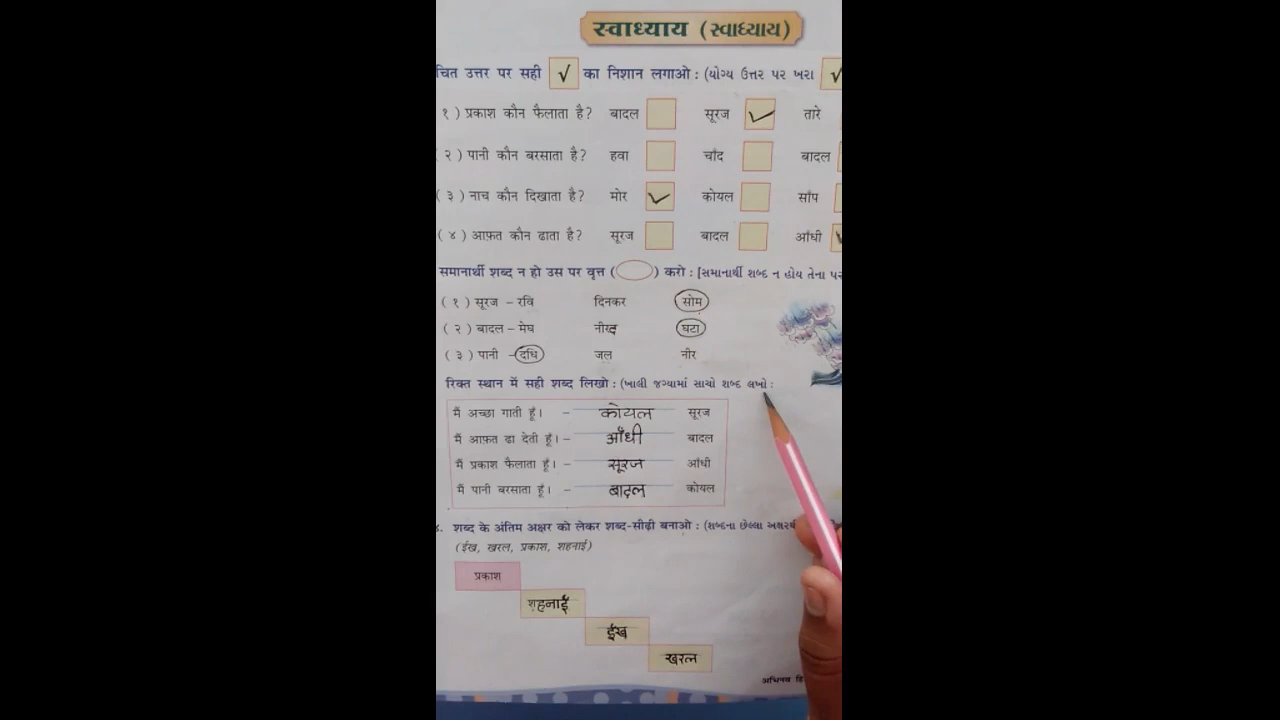 स्वाध्याय (સ્વાધ્યાય)
चित उत्तर पर सही √ का निशान लगाओ : (યોગ્ય ઉત્તર પર ખરા √
१ ) प्रकाश कौन फैलाता है? बादल सूरज ✓ तारे
२ ) पानी कौन बरसाता है? हवा चाँद बादल
( ३ ) नाच कौन दिखाता है? मोर ✓ कोयल साँप
( ४ ) आफ़त कौन ढाता है? सूरज बादल आँधी
समानार्थी शब्द न हो उस पर वृत्त ( ) करो : [સમાનાર્થી શબ્દ ન હોય તેના પર
( १ ) सूरज – रवि दिनकर सोम
( २ ) बादल – मेघ नीरद घटा
( ३ ) पानी – दधि जल नीर
रिक्त स्थान में सही शब्द लिखो : (ખાલી જગ્યામાં સાચો શબ્દ લખો :
मैं अच्छा गाती हूँ। – कोयल सूरज
मैं आफ़त ढा देती हूँ। – आँधी बादल
मैं प्रकाश फैलाता हूँ। – सूरज आँधी
मैं पानी बरसाता हूँ। – बादल कोयल
४. शब्द के अंतिम अक्षर को लेकर शब्द-सीढ़ी बनाओ : (શબ્દના છેલ્લા
(ईख, खरल, प्रकाश, शहनाई)
प्रकाश
शहनाई
ईख
खरल
अभिनव हि